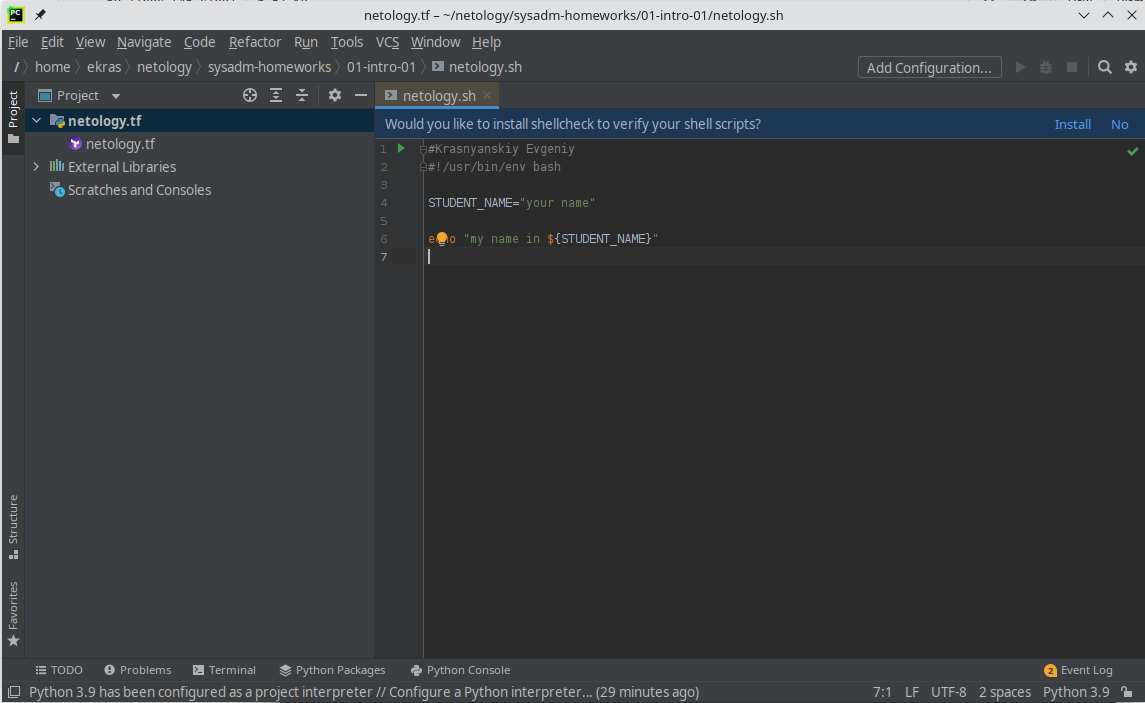 netology.tf – ~/netology/sysadm-homeworks/01-intro-01/netology.sh
File Edit View Navigate Code Refactor Run Tools VCS Window Help
/ home ekras netology sysadm-homeworks 01-intro-01 netology.sh Add Configuration...
Project
Project
netology.sh
netology.tf
netology.tf
External Libraries
Scratches and Consoles
Would you like to install shellcheck to verify your shell scripts? Install No
1 #Krasnyanskiy Evgeniy
2 #!/usr/bin/env bash
3
4 STUDENT_NAME="your name"
5
6 echo "my name in ${STUDENT_NAME}"
7
Structure
Favorites
TODO Problems Terminal Python Packages Python Console 2 Event Log
Python 3.9 has been configured as a project interpreter // Configure a Python interpreter... (29 minutes ago) 7:1 LF UTF-8 2 spaces Python 3.9